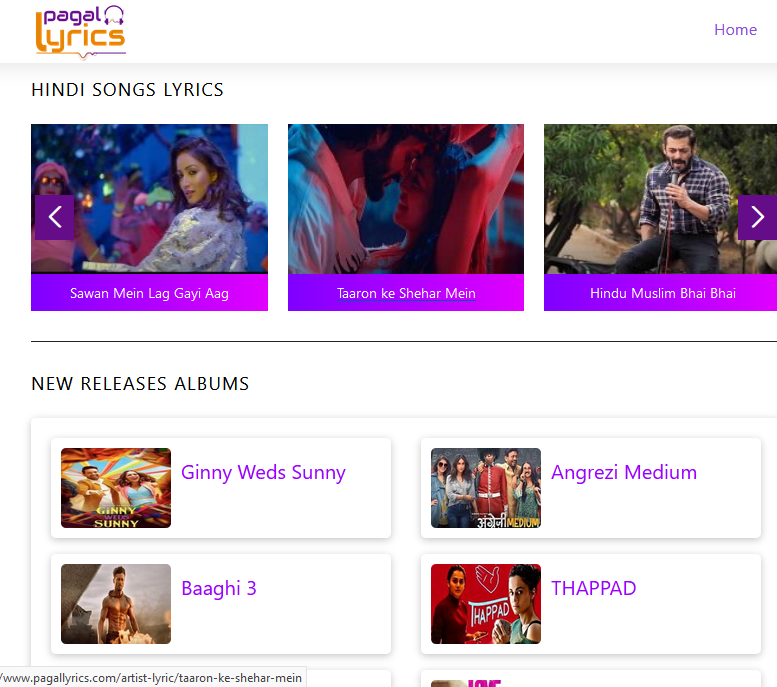 pagal
Lyrics
Home
HINDI SONGS LYRICS
Sawan Mein Lag Gayi Aag
Taaron ke Shehar Mein
Hindu Muslim Bhai Bhai
NEW RELEASES ALBUMS
GiNNY
WEDS
SUNNY
Ginny Weds Sunny
अंग्रेज़ी MEDIUM
Angrezi Medium
Baaghi 3
THAPPAD
THAPPAD
LOVE
/www.pagallyrics.com/artist-lyric/taaron-ke-shehar-mein